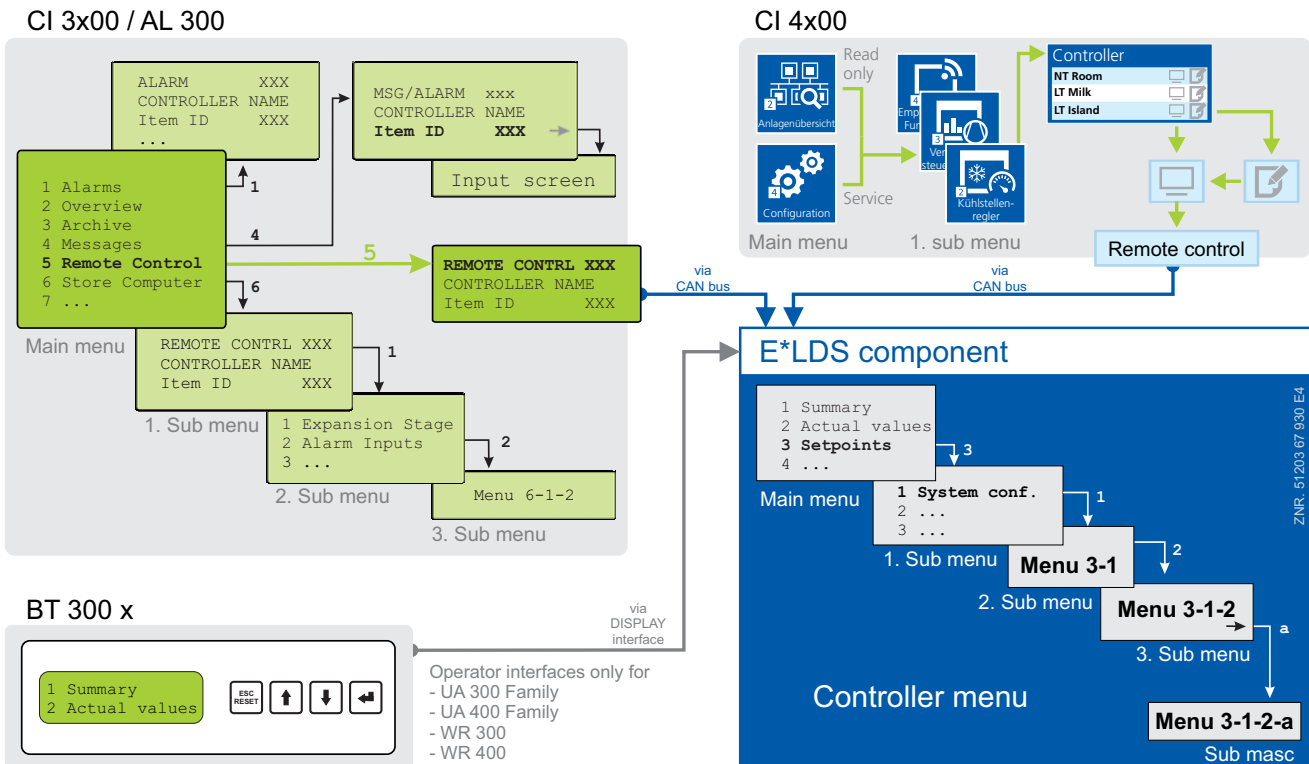 CI 3x00 / AL 300
ALARM XXX
CONTROLLER NAME
Item ID XXX
...
MSG/ALARM xxx
CONTROLLER NAME
Item ID XXX
Input screen
1 Alarms
2 Overview
3 Archive
4 Messages
5 Remote Control
6 Store Computer
7 ...
1
4
5
6
Main menu
REMOTE CONTRL XXX
CONTROLLER NAME
Item ID XXX
REMOTE CONTRL XXX
CONTROLLER NAME
Item ID XXX
1
1. Sub menu
1 Expansion Stage
2 Alarm Inputs
3 ...
2
2. Sub menu
Menu 6-1-2
3. Sub menu
CI 4x00
2
Anlagenübersicht
Read
only
4
Configuration
Service
Main menu
4
Emp
Fur
3
Ver
steue
2
Kühlstellen-
regler
1. sub menu
Controller
NT Room
LT Milk
LT Island
Remote control
via
CAN bus
via
CAN bus
E*LDS component
1 Summary
2 Actual values
3 Setpoints
4 ...
3
Main menu
1 System conf.
2 ...
3 ...
1
1. Sub menu
Menu 3-1
2
2. Sub menu
Menu 3-1-2
a
3. Sub menu
Controller menu
Menu 3-1-2-a
Sub masc
ZNR. 51203 67 930 E4
BT 300 x
1 Summary
2 Actual values
ESC
RESET
via
DISPLAY
interface
Operator interfaces only for
- UA 300 Family
- UA 400 Family
- WR 300
- WR 400